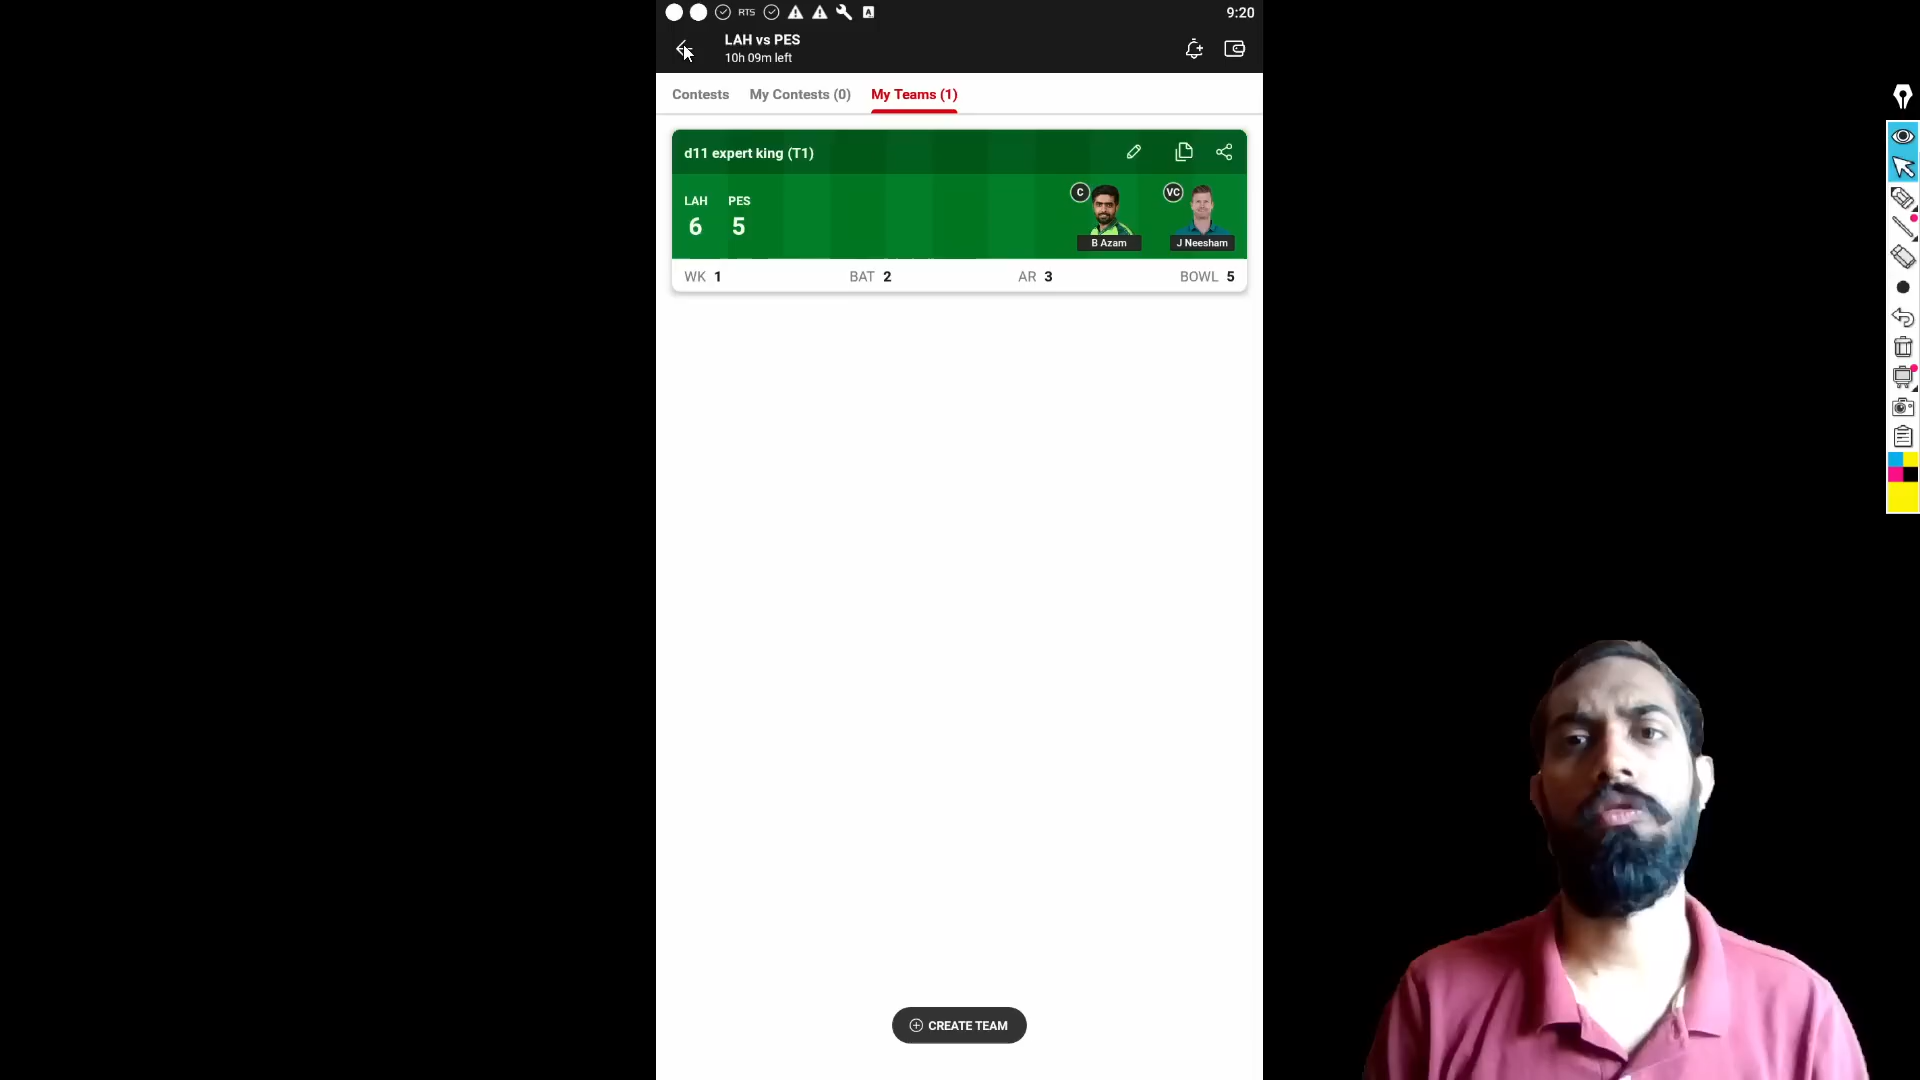 RTS
9:20
LAH vs PES
10h 09m left
Contests
My Contests (0)
My Teams (1)
d11 expert king (T1)
LAH PES
6 5
C
VC
B Azam
J Neesham
WK 1
BAT 2
AR 3
BOWL 5
CREATE TEAM